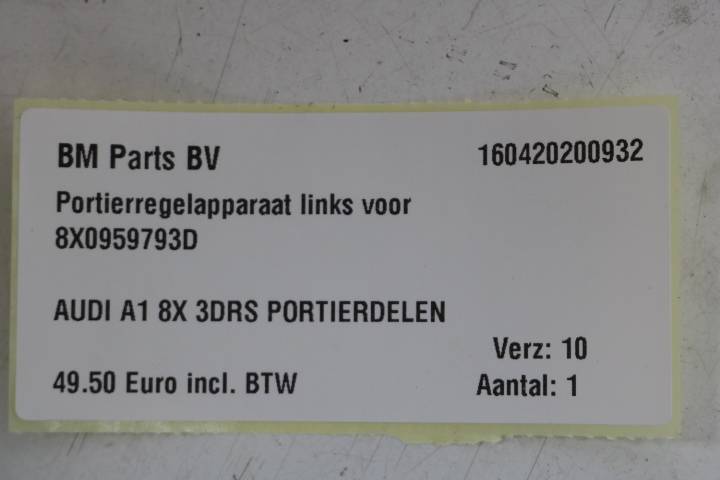 BM Parts BV 160420200932
Portierregelapparaat links voor
8X0959793D
AUDI A1 8X 3DRS PORTIERDELEN
Verz: 10
49.50 Euro incl. BTW Aantal: 1